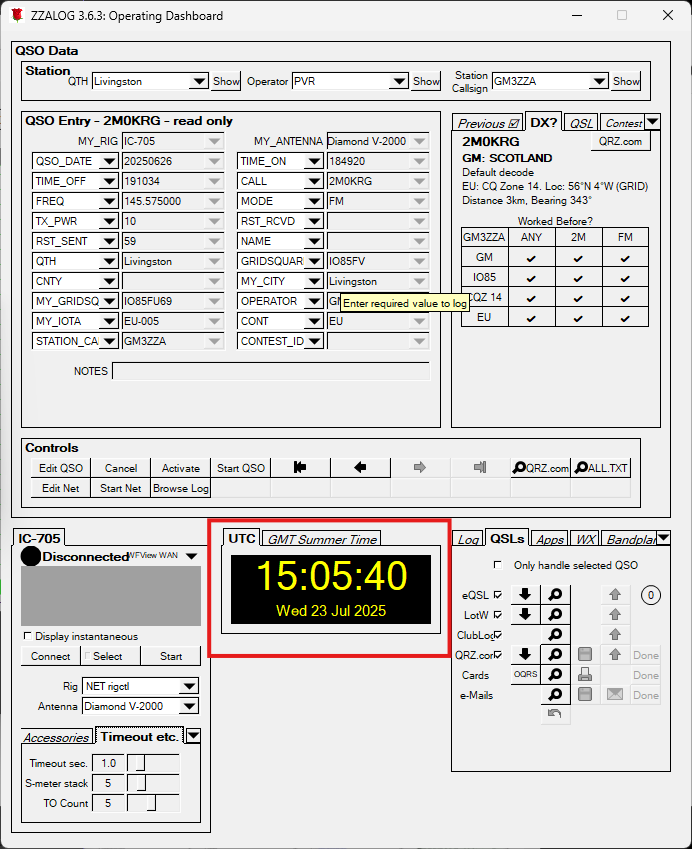 ZZALOG 3.6.3: Operating Dashboard
QSO Data
Station
QTH Livingston Show Operator PVR Show Station Callsign GM3ZZA Show
QSO Entry - 2M0KRG - read only
MY_RIG IC-705 MY_ANTENNA Diamond V-2000
QSO_DATE 20250626 TIME_ON 184920
TIME_OFF 191034 CALL 2M0KRG
FREQ 145.575000 MODE FM
TX_PWR 10 RST_RCVD
RST_SENT 59 NAME
QTH Livingston GRIDSQUAR IO85FV
CNTY MY_CITY Livingston
MY_GRIDSQ IO85FU69 OPERATOR
Enter required value to log
MY_IOTA EU-005 CONT EU
STATION_CA GM3ZZA CONTEST_ID
NOTES
Previous DX? QSL Contest
2M0KRG QRZ.com
GM: SCOTLAND
Default decode
EU: CQ Zone 14. Loc: 56°N 4°W (GRID)
Distance 3km, Bearing 343°
Worked Before?
GM3ZZA ANY 2M FM
GM
IO85
CQZ 14
EU
Controls
Edit QSO Cancel Activate Start QSO QRZ.com ALL.TXT
Edit Net Start Net Browse Log
IC-705
Disconnected WFView WAN
Display instantaneous
Connect Select Start
Rig NET rigctl
Antenna Diamond V-2000
Accessories Timeout etc.
Timeout sec. 1.0
S-meter stack 5
TO Count 5
UTC GMT Summer Time
15:05:40
Wed 23 Jul 2025
Log QSLs Apps WX Bandplan
Only handle selected QSO
eQSL 0
LotW
ClubLog
QRZ.com Done
Cards OQRS Done
e-Mails Done